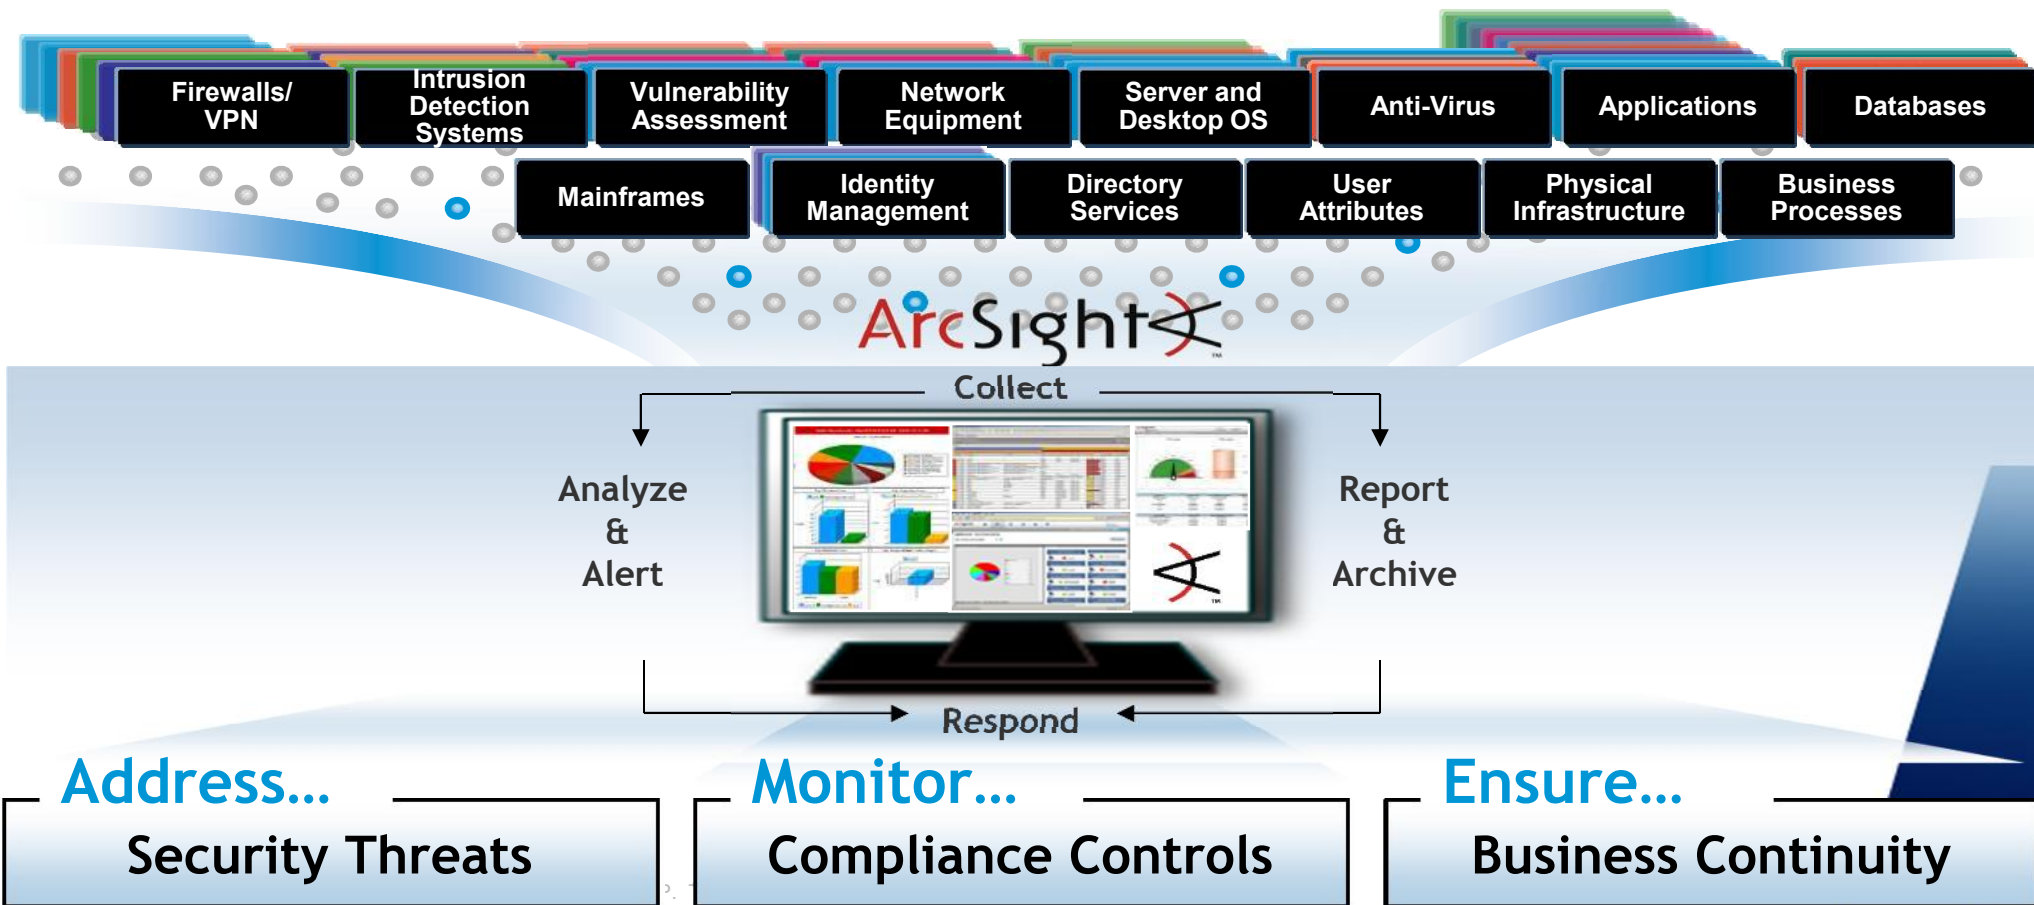 Firewalls/
VPN
Intrusion
Detection
Systems
Vulnerability
Assessment
Network
Equipment
Server and
Desktop OS
Anti-Virus
Applications
Databases
Mainframes
Identity
Management
Directory
Services
User
Attributes
Physical
Infrastructure
Business
Processes
ArcSight
TM
Collect
Analyze
&
Alert
Report
&
Archive
TM
Respond
Address...
Security Threats
Monitor...
Compliance Controls
Ensure...
Business Continuity